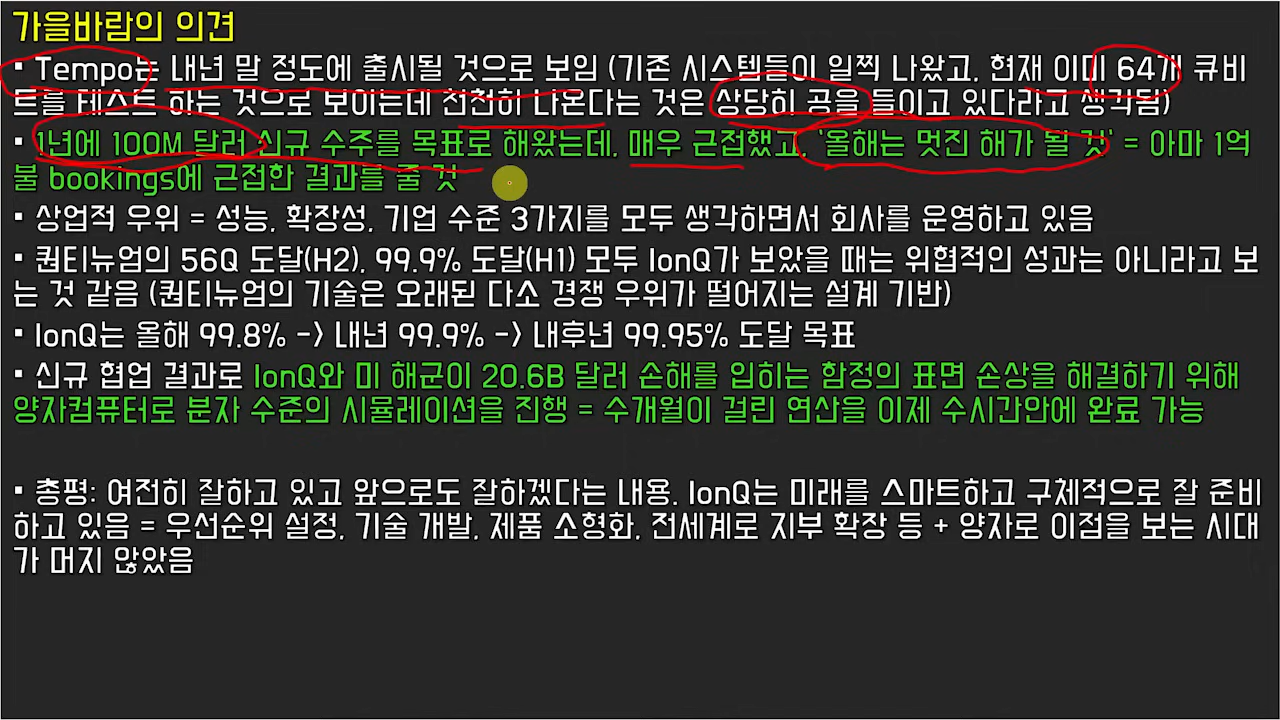 가을바람의 의견
▪ Tempo는 내년 말 정도에 출시될 것으로 보임 (기존 시스템들이 일찍 나왔고, 현재 이미 64개 큐비
트를 테스트 하는 것으로 보이는데 천천히 나온다는 것은 상당히 공을 들이고 있다라고 생각됨)
▪ 1년에 100M 달러 신규 수주를 목표로 해왔는데, 매우 근접했고, '올해는 멋진 해가 될 것' = 아마 1억
불 bookings에 근접한 결과를 줄 것
▪ 상업적 우위 = 성능, 확장성, 기업 수준 3가지를 모두 생각하면서 회사를 운영하고 있음
▪ 퀀티뉴엄의 56Q 도달(H2), 99.9% 도달(H1) 모두 IonQ가 보았을 때는 위협적인 성과는 아니라고 보
는 것 같음 (퀀티뉴엄의 기술은 오래된 다소 경쟁 우위가 떨어지는 설계 기반)
▪ IonQ는 올해 99.8% -> 내년 99.9% -> 내후년 99.95% 도달 목표
▪ 신규 협업 결과로 IonQ와 미 해군이 20.6B 달러 손해를 입히는 함정의 표면 손상을 해결하기 위해
양자컴퓨터로 분자 수준의 시뮬레이션을 진행 = 수개월이 걸린 연산을 이제 수시간안에 완료 가능
▪ 총평: 여전히 잘하고 있고 앞으로도 잘하겠다는 내용, IonQ는 미래를 스마트하고 구체적으로 잘 준비
하고 있음 = 우선순위 설정, 기술 개발, 제품 소형화, 전세계로 지부 확장 등 + 양자로 이점을 보는 시대
가 머지 않았음